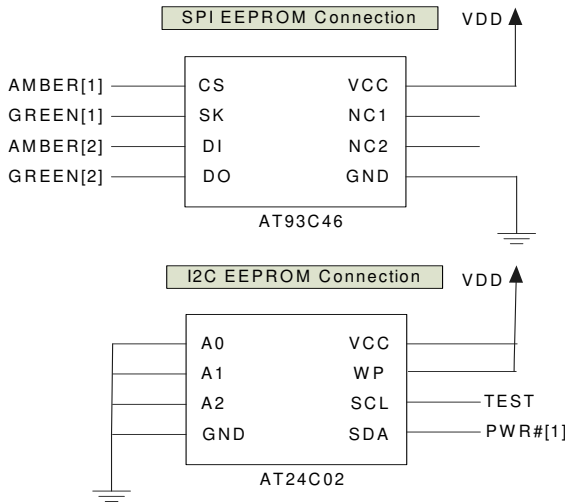 SPI EEPROM Connection
VDD
AMBER[1] CS VCC
GREEN[1] SK NC1
AMBER[2] DI NC2
GREEN[2] DO GND
AT93C46
I2C EEPROM Connection
VDD
A0 VCC
A1 WP
A2 SCL TEST
GND SDA PWR#[1]
AT24C02